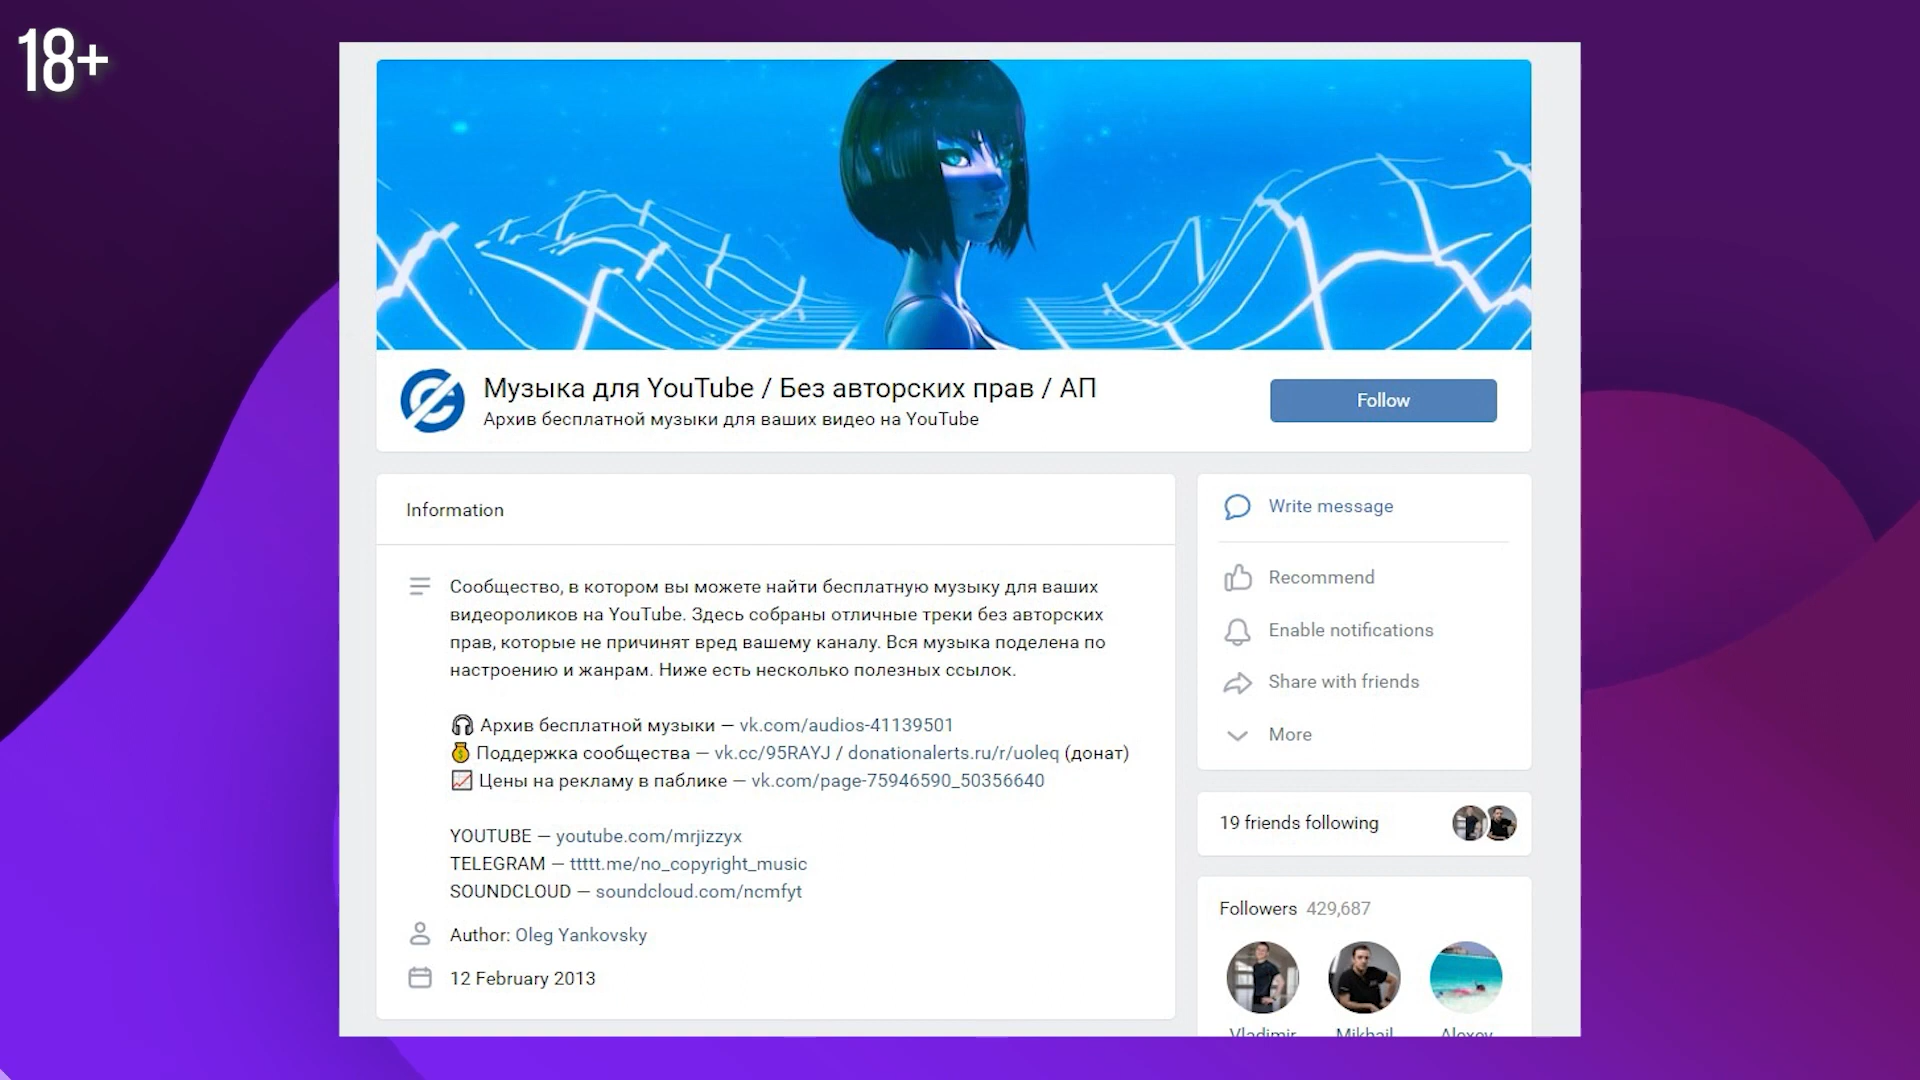 18+
Музыка для YouTube / Без авторских прав / АП
Архив бесплатной музыки для ваших видео на YouTube
Follow
Information
Сообщество, в котором вы можете найти бесплатную музыку для ваших
видеороликов на YouTube. Здесь собраны отличные треки без авторских
прав, которые не причинят вред вашему каналу. Вся музыка поделена по
настроению и жанрам. Ниже есть несколько полезных ссылок.
Архив бесплатной музыки — vk.com/audios-41139501
Поддержка сообщества — vk.cc/95RAYJ / donationalerts.ru/r/uoleq (донат)
Цены на рекламу в паблике — vk.com/page-75946590_50356640
YOUTUBE — youtube.com/mrjizzyx
TELEGRAM — ttttt.me/no_copyright_music
SOUNDCLOUD — soundcloud.com/ncmfyt
Author: Oleg Yankovsky
12 February 2013
Write message
Recommend
Enable notifications
Share with friends
More
19 friends following
Followers 429,687
Vladimir Mikhail Alexey